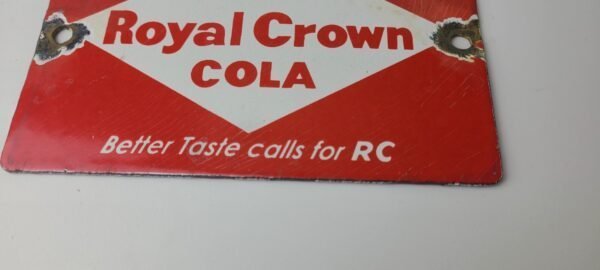 Royal Crown
COLA
Better Taste calls for RC